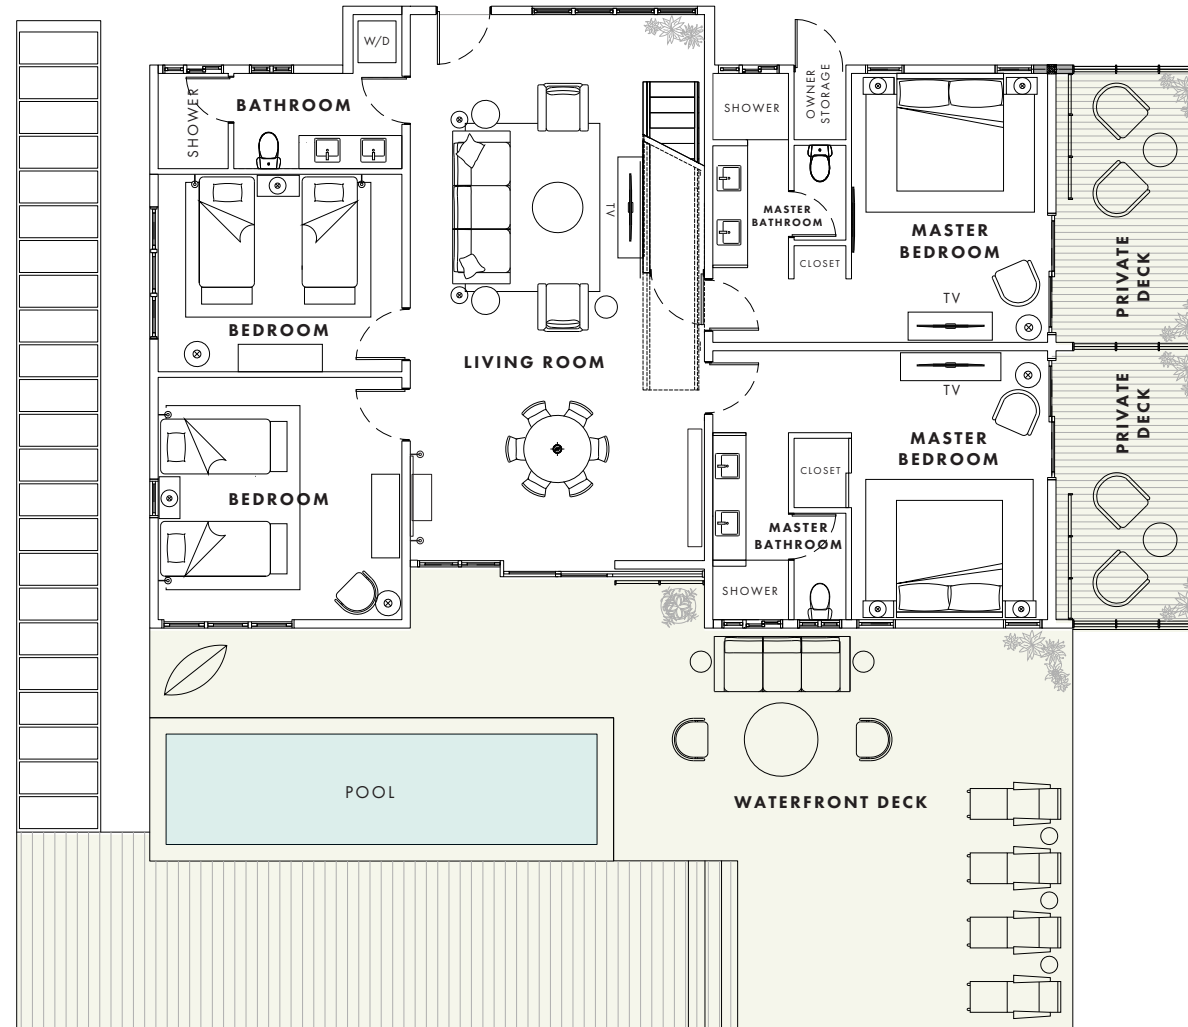 W/D
BATHROOM
SHOWER
SHOWER
OWNER
STORAGE
MASTER
BATHROOM
CLOSET
MASTER
BEDROOM
TV
TV
PRIVATE
DECK
BEDROOM
LIVING ROOM
TV
PRIVATE
DECK
MASTER
BEDROOM
CLOSET
BEDROOM
MASTER
BATHROOM
SHOWER
POOL
WATERFRONT DECK